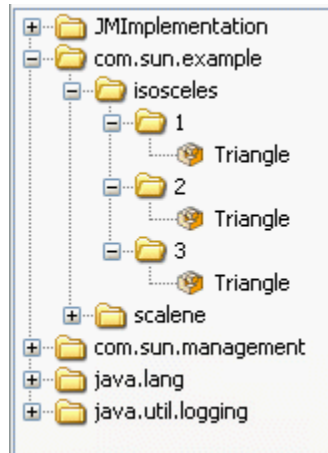 JMImplementation
com.sun.example
isosceles
1
Triangle
2
Triangle
3
Triangle
scalene
com.sun.management
java.lang
java.util.logging